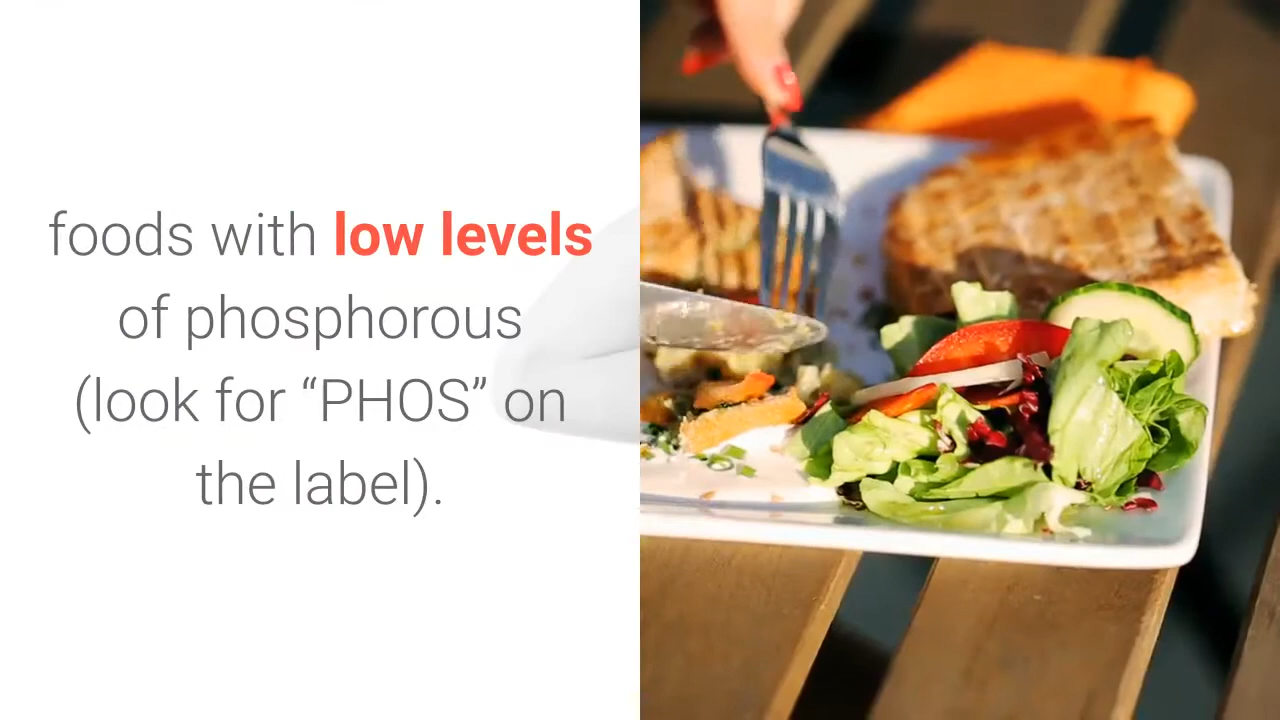 foods with low levels
of phosphorous
(look for “PHOS” on
the label).